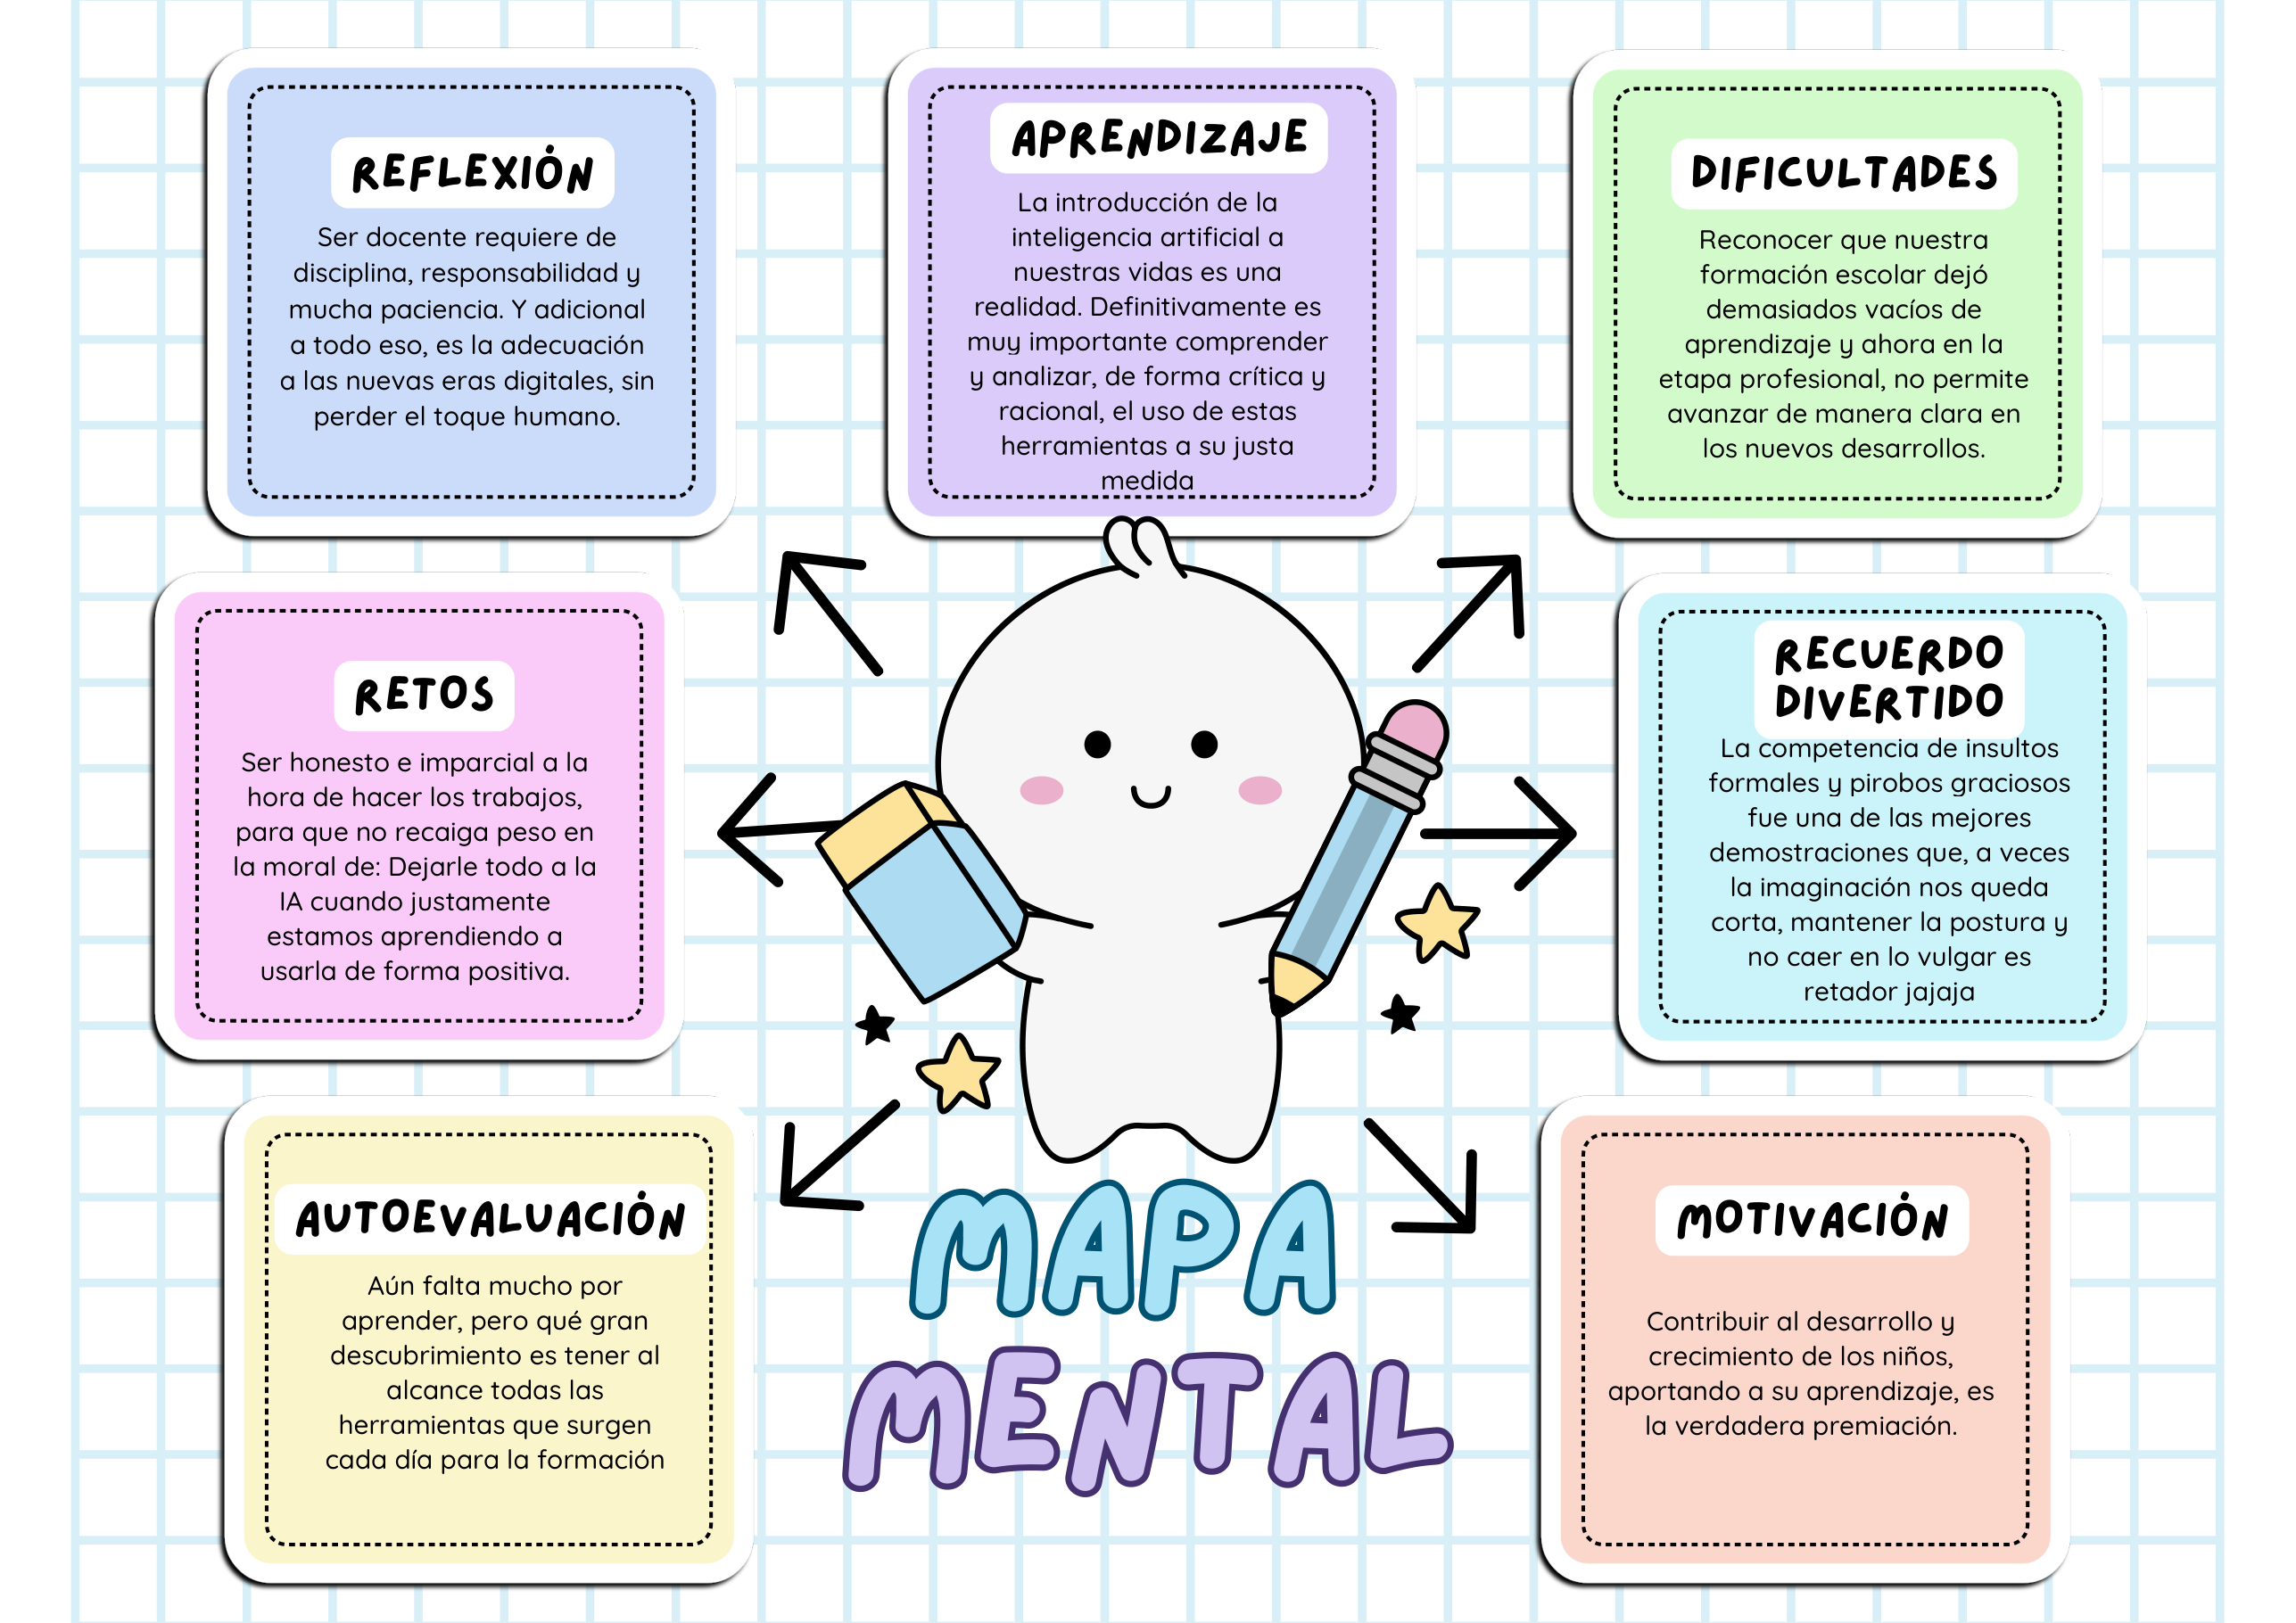 REFLEXIÓN
Ser docente requiere de
disciplina, responsabilidad y
mucha paciencia. Y adicional
a todo eso, es la adecuación
a las nuevas eras digitales, sin
perder el toque humano.
APRENDIZAJE
La introducción de la
inteligencia artificial a
nuestras vidas es una
realidad. Definitivamente es
muy importante comprender
y analizar, de forma crítica y
racional, el uso de estas
herramientas a su justa
medida
DIFICULTADES
Reconocer que nuestra
formación escolar dejó
demasiados vacíos de
aprendizaje y ahora en la
etapa profesional, no permite
avanzar de manera clara en
los nuevos desarrollos.
RETOS
Ser honesto e imparcial a la
hora de hacer los trabajos,
para que no recaiga peso en
la moral de: Dejarle todo a la
IA cuando justamente
estamos aprendiendo a
usarla de forma positiva.
RECUERDO
DIVERTIDO
La competencia de insultos
formales y pirobos graciosos
fue una de las mejores
demostraciones que, a veces
la imaginación nos queda
corta, mantener la postura y
no caer en lo vulgar es
retador jajaja
AUTOEVALUACIÓN
Aún falta mucho por
aprender, pero qué gran
descubrimiento es tener al
alcance todas las
herramientas que surgen
cada día para la formación
MAPA
MENTAL
MOTIVACIÓN
Contribuir al desarrollo y
crecimiento de los niños,
aportando a su aprendizaje, es
la verdadera premiación.